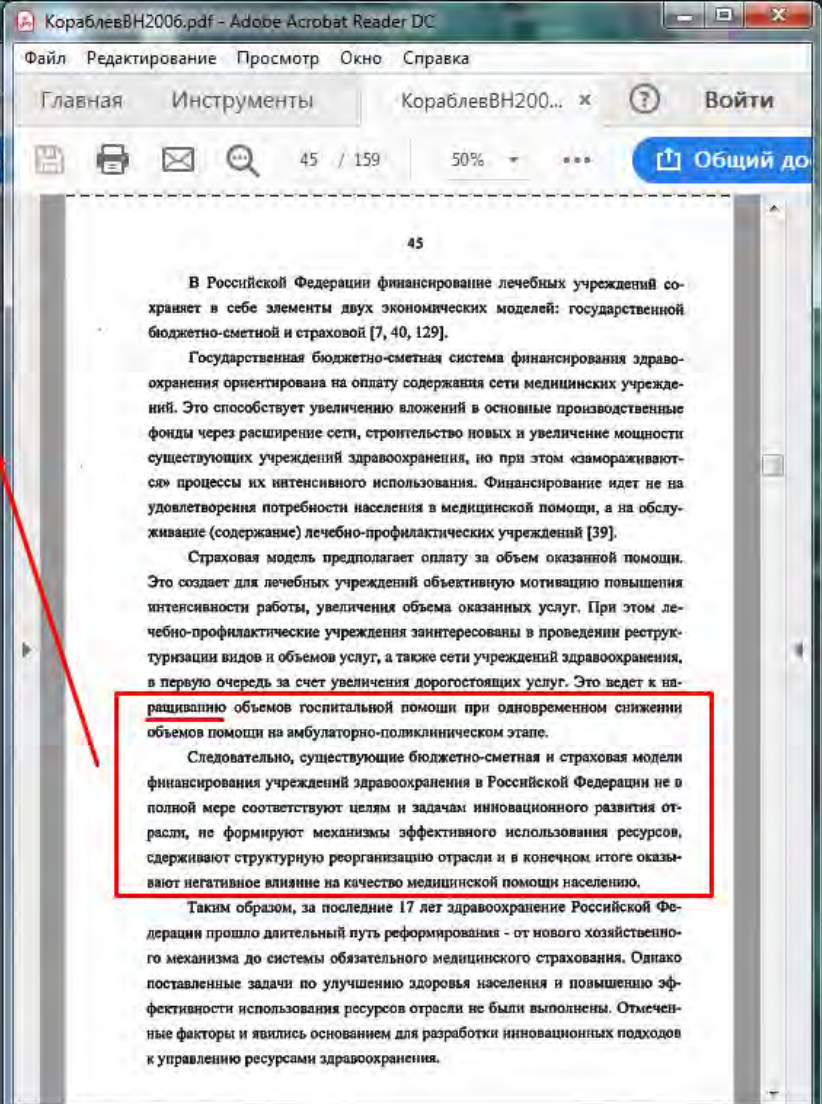 КораблевВН2006.pdf - Adobe Acrobat Reader DC
Файл Редактирование Просмотр Окно Справка
Главная Инструменты КораблевВН200... × ? Войти
45 / 159 50% Общий до
45
В Российской Федерации финансирование лечебных учреждений со-
храняет в себе элементы двух экономических моделей: государственной
бюджетно-сметной и страховой [7, 40, 129].
Государственная бюджетно-сметная система финансирования здраво-
охранения ориентирована на оплату содержания сети медицинских учрежде-
ний. Это способствует увеличению вложений в основные производственные
фонды через расширение сети, строительство новых и увеличение мощности
существующих учреждений здравоохранения, но при этом «замораживают-
ся» процессы их интенсивного использования. Финансирование идет не на
удовлетворения потребности населения в медицинской помощи, а на обслу-
живание (содержание) лечебно-профилактических учреждений [39].
Страховая модель предполагает оплату за объем оказанной помощи.
Это создает для лечебных учреждений объективную мотивацию повышения
интенсивности работы, увеличения объема оказанных услуг. При этом ле-
чебно-профилактические учреждения заинтересованы в проведении реструк-
туризации видов и объемов услуг, а также сети учреждений здравоохранения,
в первую очередь за счет увеличения дорогостоящих услуг. Это ведет к на-
ращиванию объемов госпитальной помощи при одновременном снижении
объемов помощи на амбулаторно-поликлиническом этапе.
Следовательно, существующие бюджетно-сметная и страховая модели
финансирования учреждений здравоохранения в Российской Федерации не в
полной мере соответствуют целям и задачам инновационного развития от-
расли, не формируют механизмы эффективного использования ресурсов,
сдерживают структурную реорганизацию отрасли и в конечном итоге оказы-
вают негативное влияние на качество медицинской помощи населению.
Таким образом, за последние 17 лет здравоохранение Российской Фе-
дерации прошло длительный путь реформирования - от нового хозяйственно-
го механизма до системы обязательного медицинского страхования. Однако
поставленные задачи по улучшению здоровья населения и повышению эф-
фективности использования ресурсов отрасли не были выполнены. Отмечен-
ные факторы и явились основанием для разработки инновационных подходов
к управлению ресурсами здравоохранения.